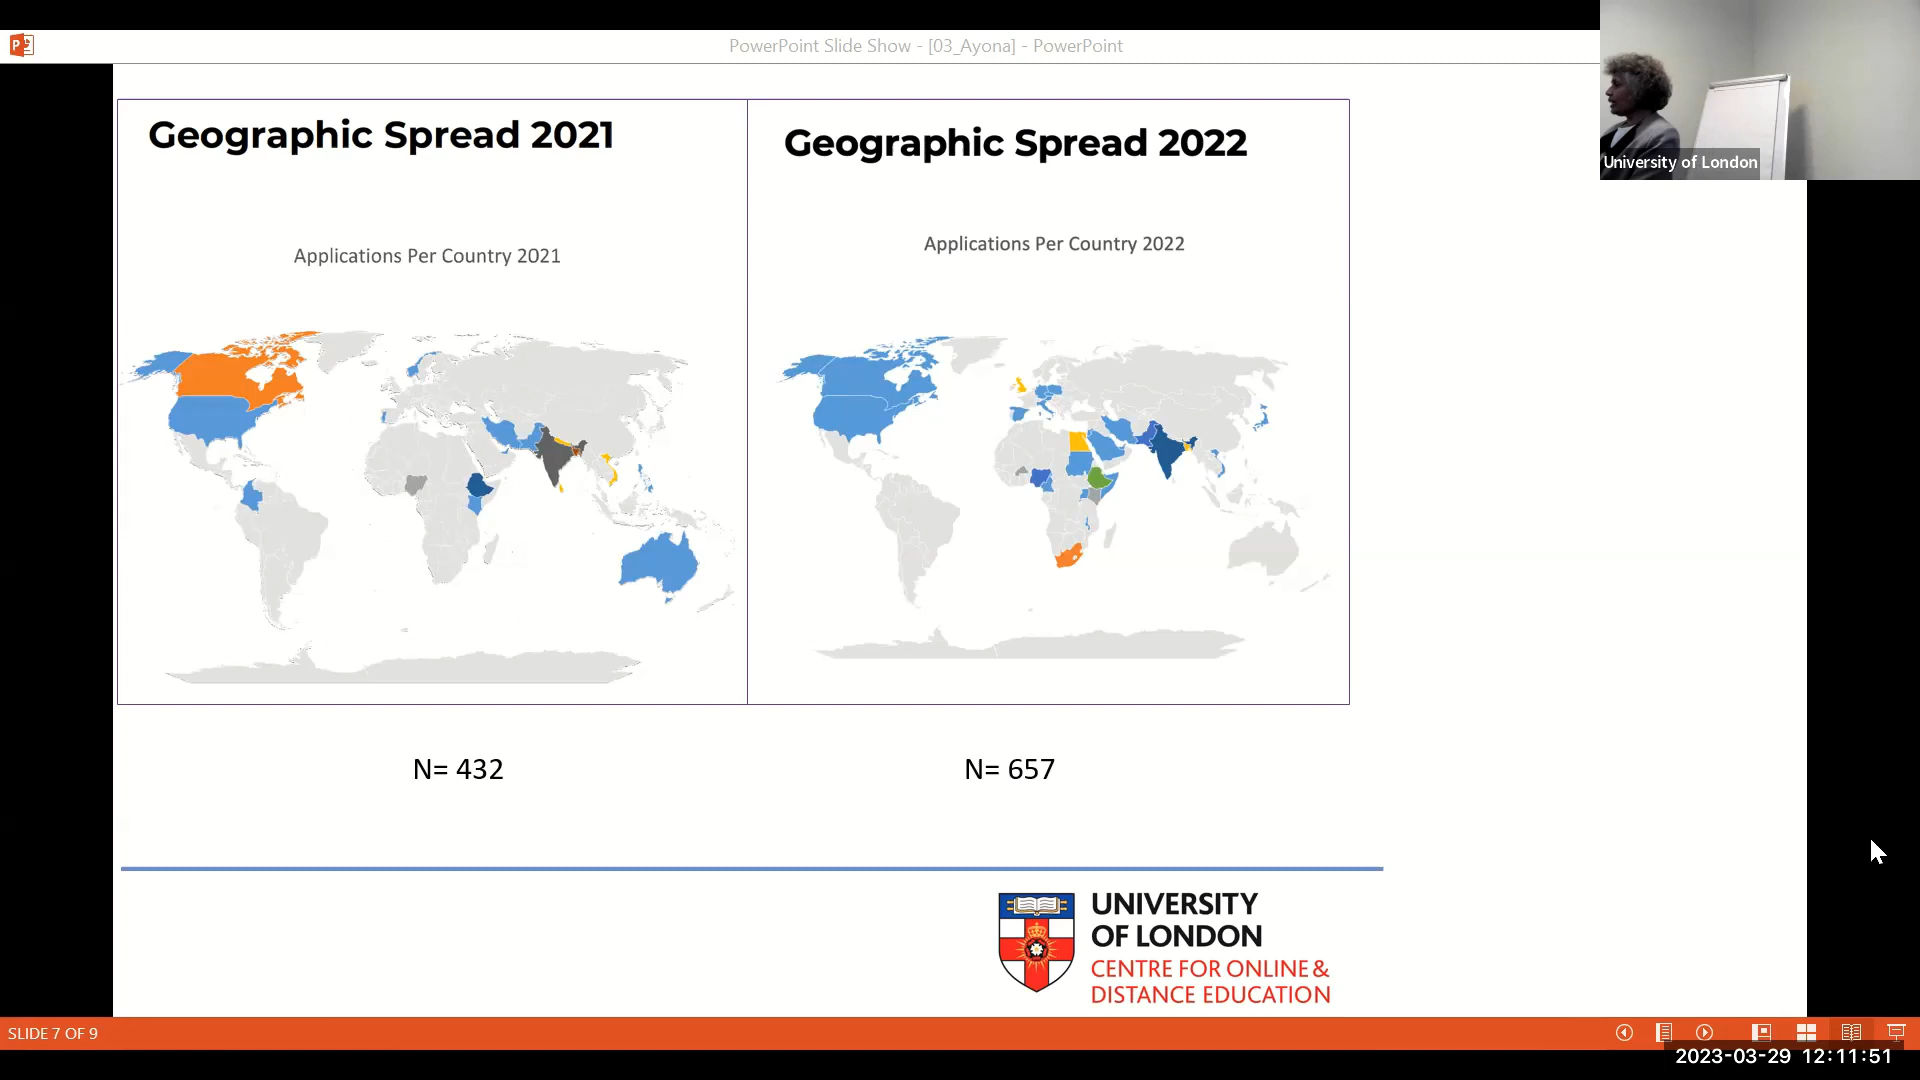 PowerPoint Slide Show - [03_Ayona] - PowerPoint
University of London
Geographic Spread 2021
Geographic Spread 2022
Applications Per Country 2021
Applications Per Country 2022
N= 432
N= 657
UNIVERSITY
OF LONDON
CENTRE FOR ONLINE &
DISTANCE EDUCATION
SLIDE 7 OF 9
2023-03-29 12:11:51